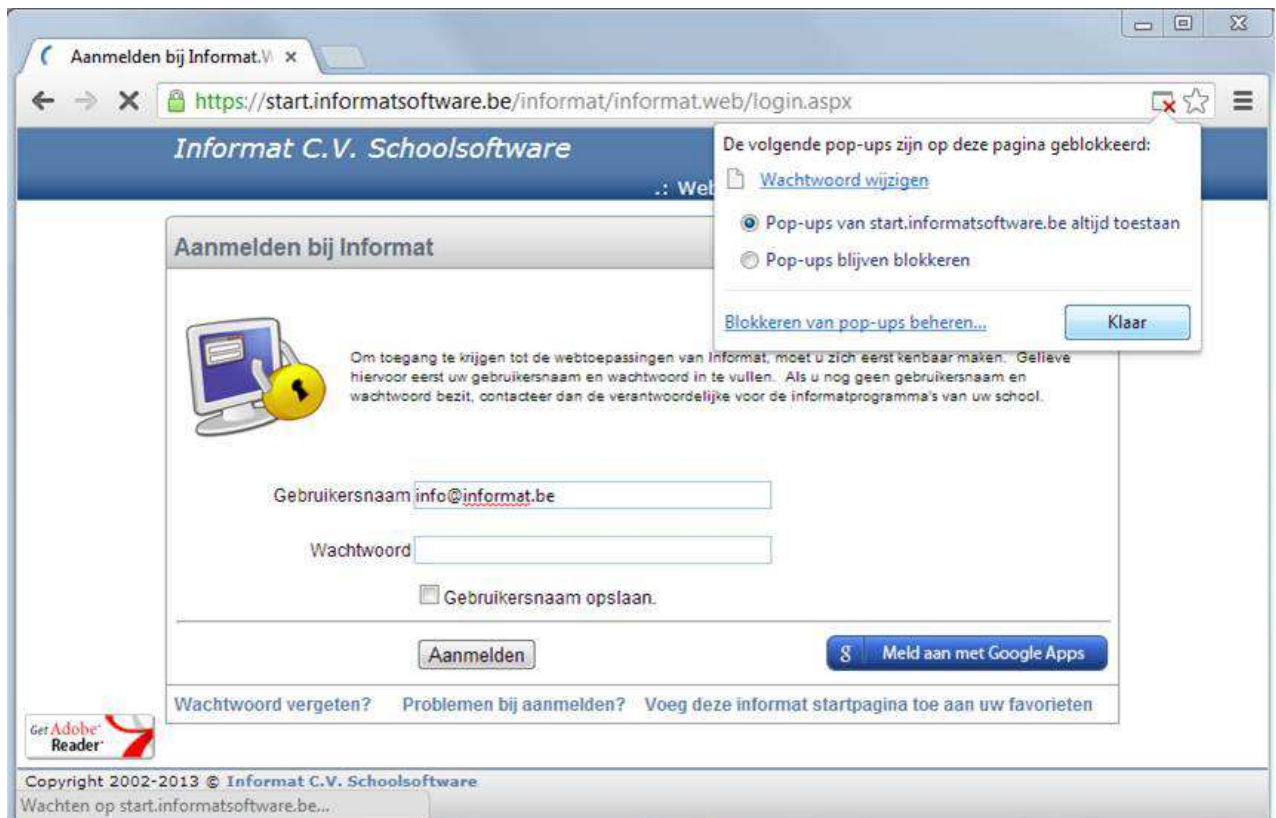 Aanmelden bij Informat.W
https://start.informatsoftware.be/informat/informat.web/login.aspx
Informat C.V. Schoolsoftware
.: Web
De volgende pop-ups zijn op deze pagina geblokkeerd:
Wachtwoord wijzigen
Pop-ups van start.informatsoftware.be altijd toestaan
Pop-ups blijven blokkeren
Blokkeren van pop-ups beheren...
Klaar
Aanmelden bij Informat
Om toegang te krijgen tot de webtoepassingen van Informat, moet u zich eerst kenbaar maken. Gelieve
hiervoor eerst uw gebruikersnaam en wachtwoord in te vullen. Als u nog geen gebruikersnaam en
wachtwoord bezit, contacteer dan de verantwoordelijke voor de informatprogramma's van uw school.
Gebruikersnaam info@informat.be
Wachtwoord
Gebruikersnaam opslaan.
Aanmelden
g Meld aan met Google Apps
Wachtwoord vergeten? Problemen bij aanmelden? Voeg deze informat startpagina toe aan uw favorieten
Get Adobe
Reader
Copyright 2002-2013 © Informat C.V. Schoolsoftware
Wachten op start.informatsoftware.be...